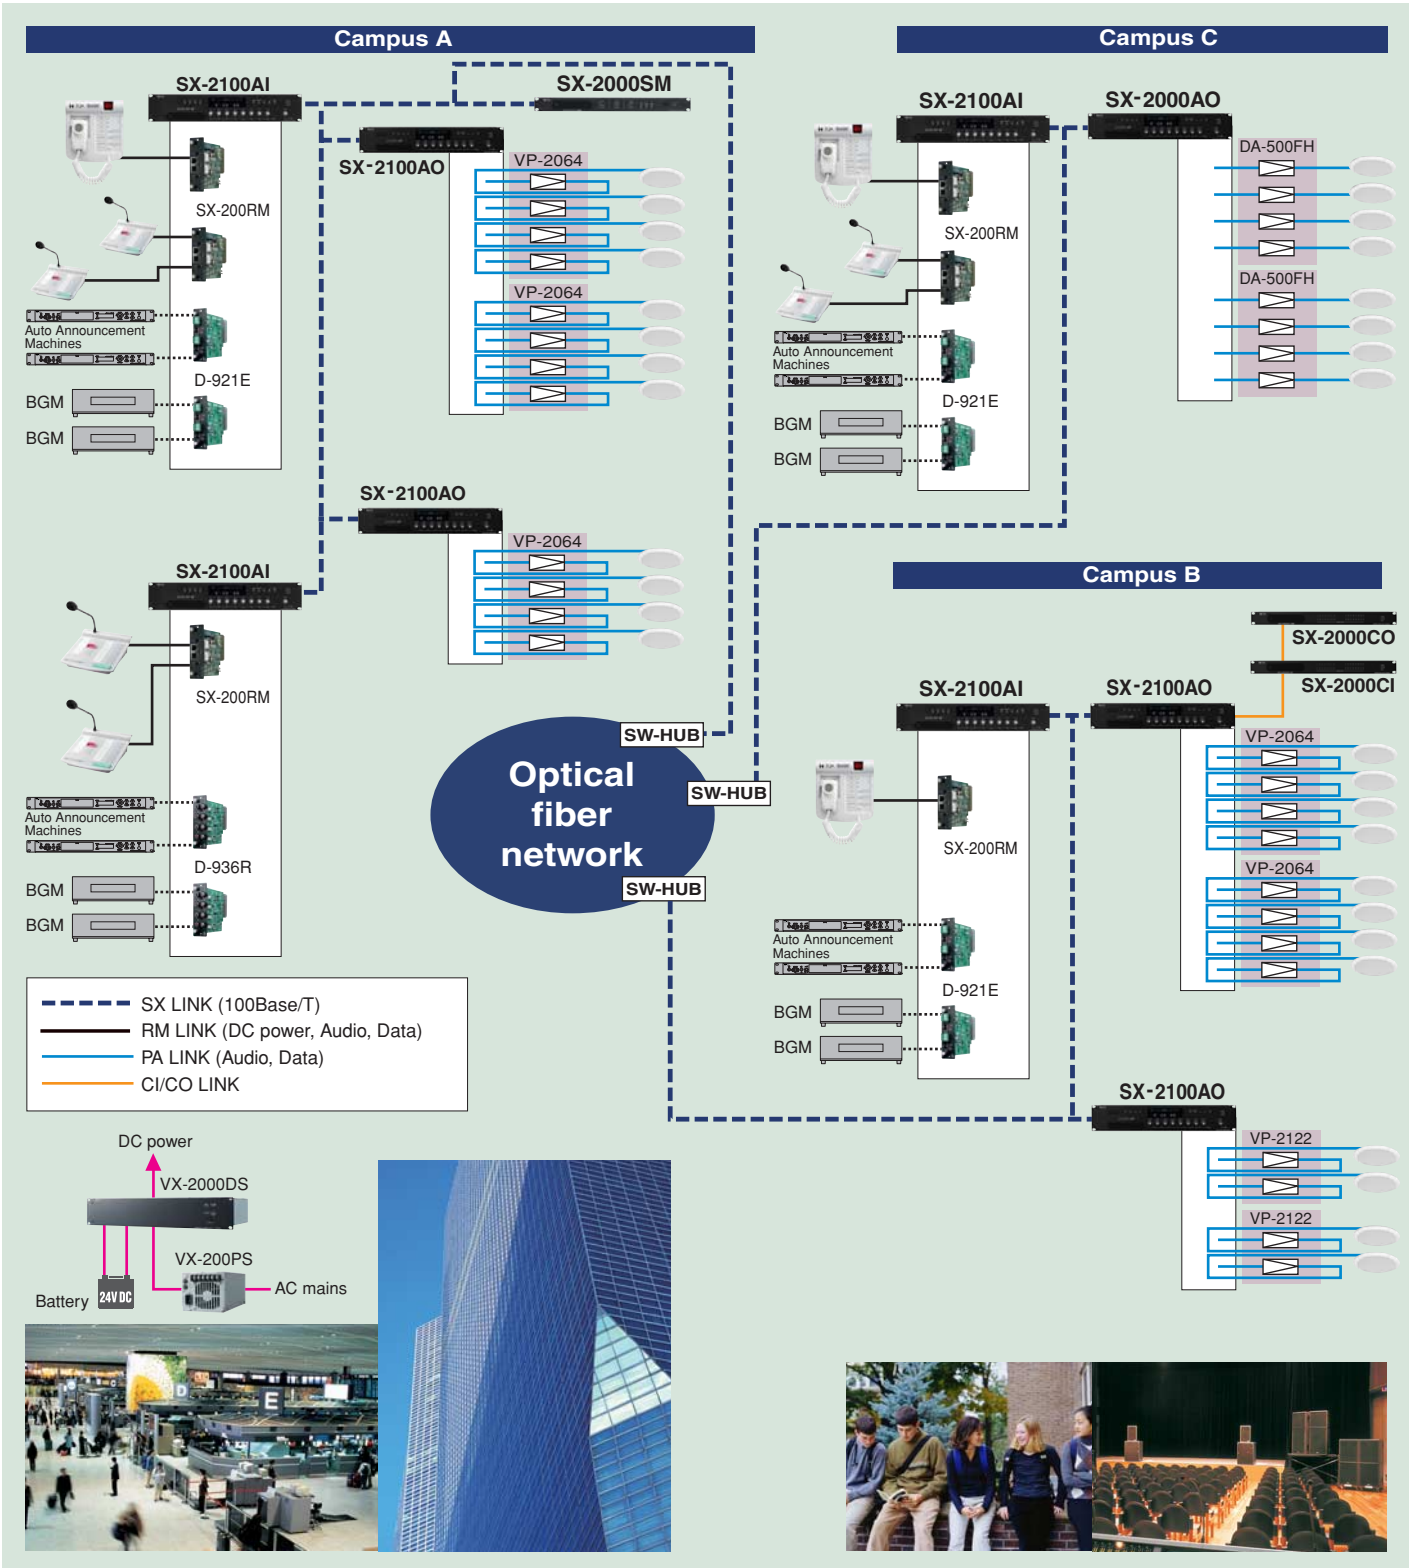 Campus A
SX-2100AI
SX-2000SM
SX-2100AO
VP-2064
SX-200RM
VP-2064
Auto Announcement
Machines
D-921E
BGM
BGM
SX-2100AO
VP-2064
SX-2100AI
SX-200RM
Auto Announcement
Machines
D-936R
BGM
BGM
Campus C
SX-2100AI
SX-2000AO
DA-500FH
SX-200RM
DA-500FH
Auto Announcement
Machines
D-921E
BGM
BGM
Campus B
SX-2000CO
SX-2000CI
SX-2100AI
SX-2100AO
VP-2064
SX-200RM
VP-2064
Auto Announcement
Machines
D-921E
BGM
BGM
SX-2100AO
VP-2122
VP-2122
SW-HUB
Optical
fiber
network
SW-HUB
SW-HUB
SX LINK (100Base/T)
RM LINK (DC power, Audio, Data)
PA LINK (Audio, Data)
CI/CO LINK
DC power
VX-2000DS
VX-200PS
AC mains
Battery
24V DC
D
E